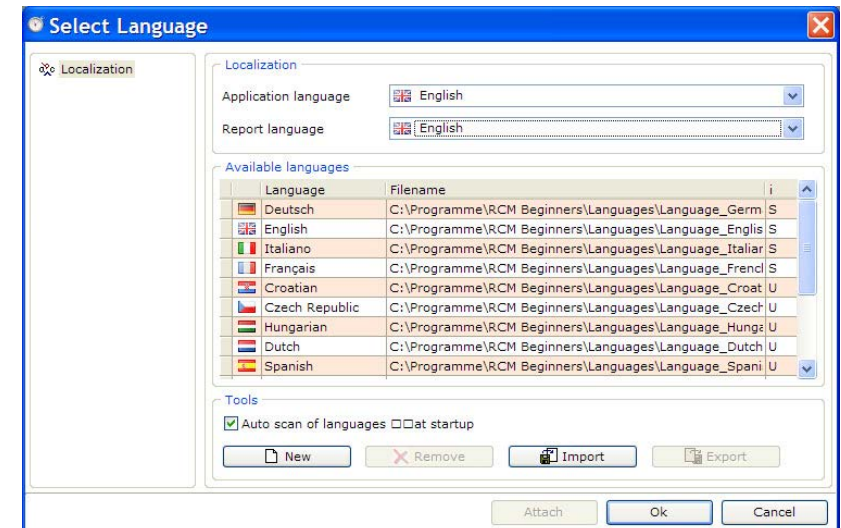 Select Language
Localization
Localization
Application language English
Report language English
Available languages
Language Filename i
Deutsch C:\Programme\RCM Beginners\Languages\Language_Germ S
English C:\Programme\RCM Beginners\Languages\Language_Englis S
Italiano C:\Programme\RCM Beginners\Languages\Language_Italian S
Français C:\Programme\RCM Beginners\Languages\Language_Frencl S
Croatian C:\Programme\RCM Beginners\Languages\Language_Croat U
Czech Republic C:\Programme\RCM Beginners\Languages\Language_Czech U
Hungarian C:\Programme\RCM Beginners\Languages\Language_Hunga U
Dutch C:\Programme\RCM Beginners\Languages\Language_Dutch U
Spanish C:\Programme\RCM Beginners\Languages\Language_Spani U
Tools
Auto scan of languages □□at startup
New Remove Import Export
Attach Ok Cancel